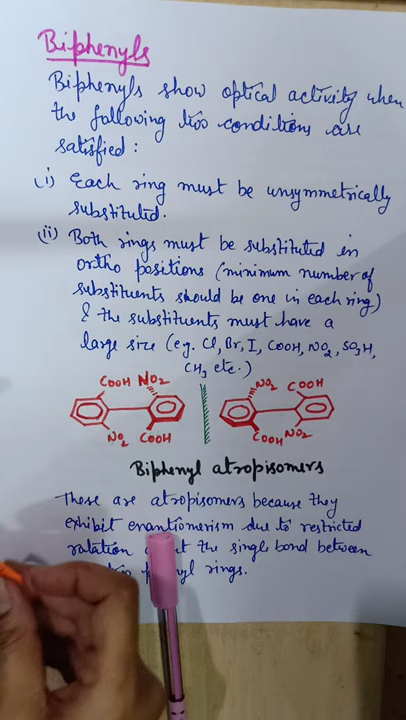 Biphenyls
Biphenyls show optical activity when
the following two conditions are
satisfied:
(i) Each ring must be unsymmetrically
substituted.
(ii) Both rings must be substituted in
ortho positions (minimum number of
substituents should be one in each ring)
& the substituents must have a
large size (eg. Cl, Br, I, COOH, NO2, SO3H,
CH3 etc.)
COOH NO2 NO2 COOH
NO2 COOH COOH NO2
Biphenyl atropisomers
These are atropisomers because they
exhibit enantiomerism due to restricted
rotation the single bond between
rings.